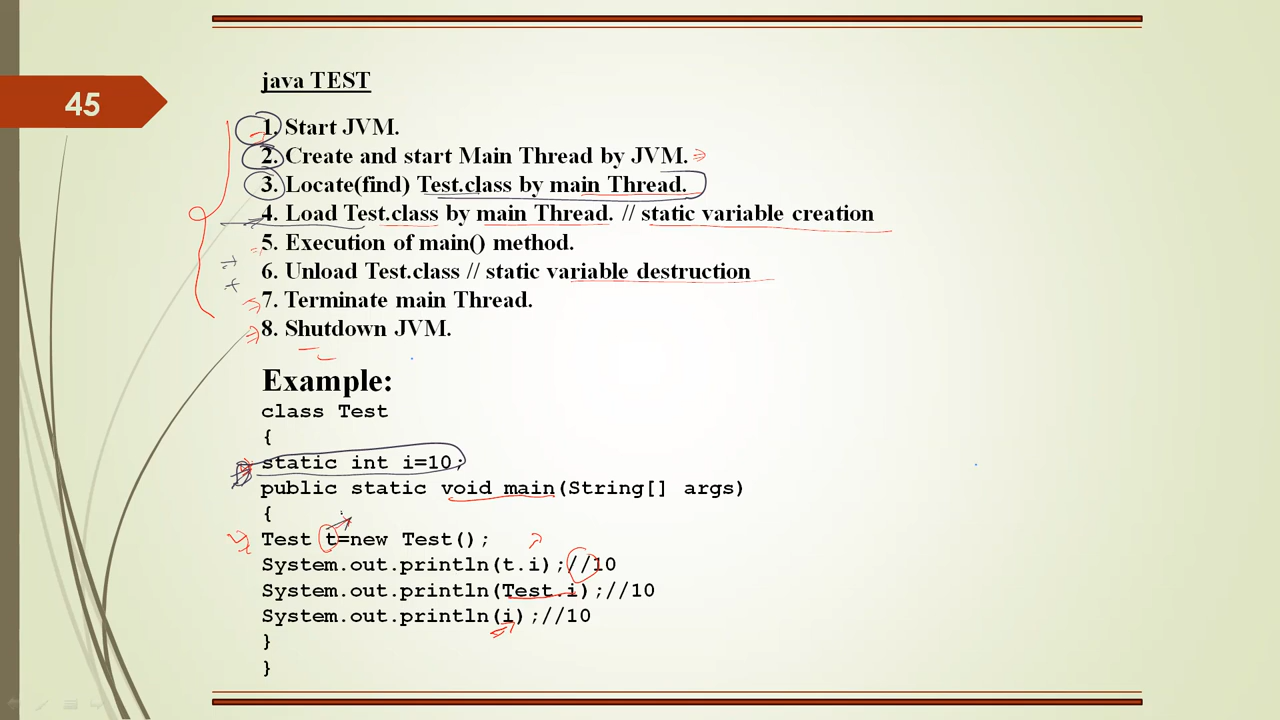 45
java TEST
1. Start JVM.
2. Create and start Main Thread by JVM.
3. Locate(find) Test.class by main Thread.
4. Load Test.class by main Thread. // static variable creation
5. Execution of main() method.
6. Unload Test.class // static variable destruction
7. Terminate main Thread.
8. Shutdown JVM.
Example:
class Test
{
static int i=10;
public static void main(String[] args)
{
Test t=new Test();
System.out.println(t.i);//10
System.out.println(Test.i);//10
System.out.println(i);//10
}
}